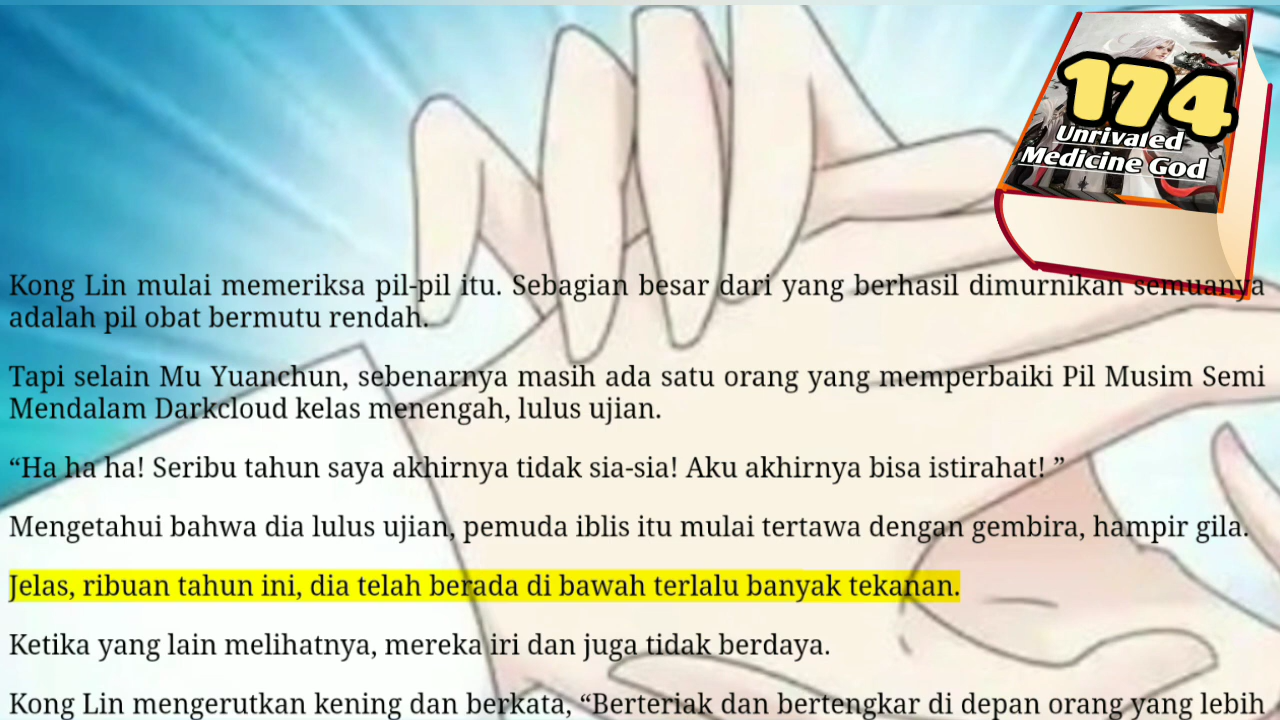 174
Unrivaled
Medicine God
Kong Lin mulai memeriksa pil-pil itu. Sebagian besar dari yang berhasil dimurnikan semuanya
adalah pil obat bermutu rendah.
Tapi selain Mu Yuanchun, sebenarnya masih ada satu orang yang memperbaiki Pil Musim Semi
Mendalam Darkcloud kelas menengah, lulus ujian.
“Ha ha ha! Seribu tahun saya akhirnya tidak sia-sia! Aku akhirnya bisa istirahat! ”
Mengetahui bahwa dia lulus ujian, pemuda iblis itu mulai tertawa dengan gembira, hampir gila.
Jelas, ribuan tahun ini, dia telah berada di bawah terlalu banyak tekanan.
Ketika yang lain melihatnya, mereka iri dan juga tidak berdaya.
Kong Lin mengerutkan kening dan berkata, “Berteriak dan bertengkar di depan orang yang lebih